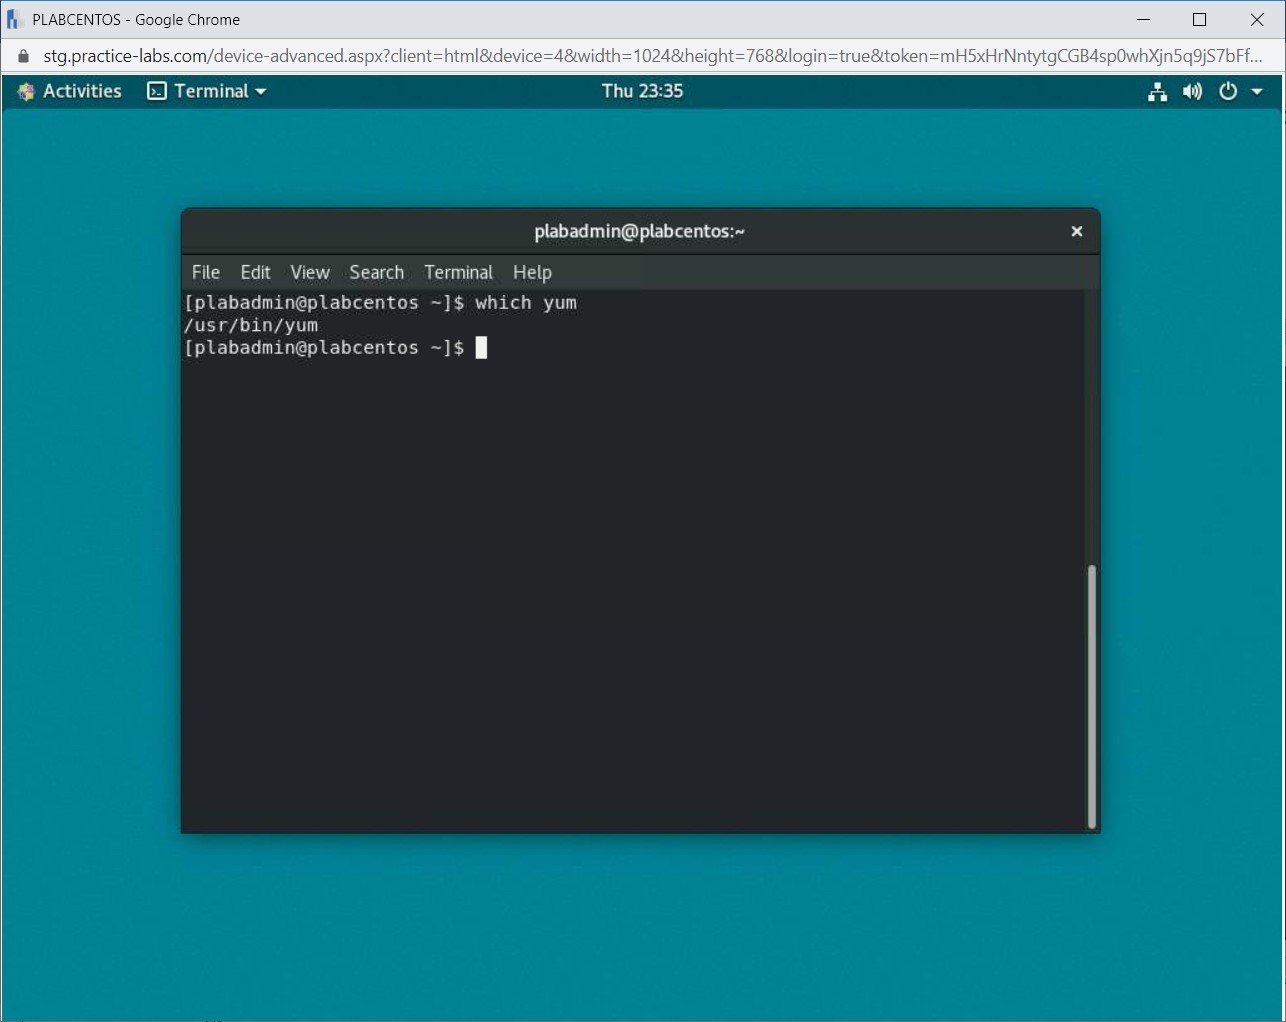 PLABCENTOS - Google Chrome
stg.practice-labs.com/device-advanced.aspx?client=html&device=4&width=1024&height=768&login=true&token=mH5xHrNntytgCGB4sp0whXjn5q9jS7bFf...
Activities Terminal Thu 23:35
plabadmin@plabcentos:~
File Edit View Search Terminal Help
[plabadmin@plabcentos ~]$ which yum
/usr/bin/yum
[plabadmin@plabcentos ~]$